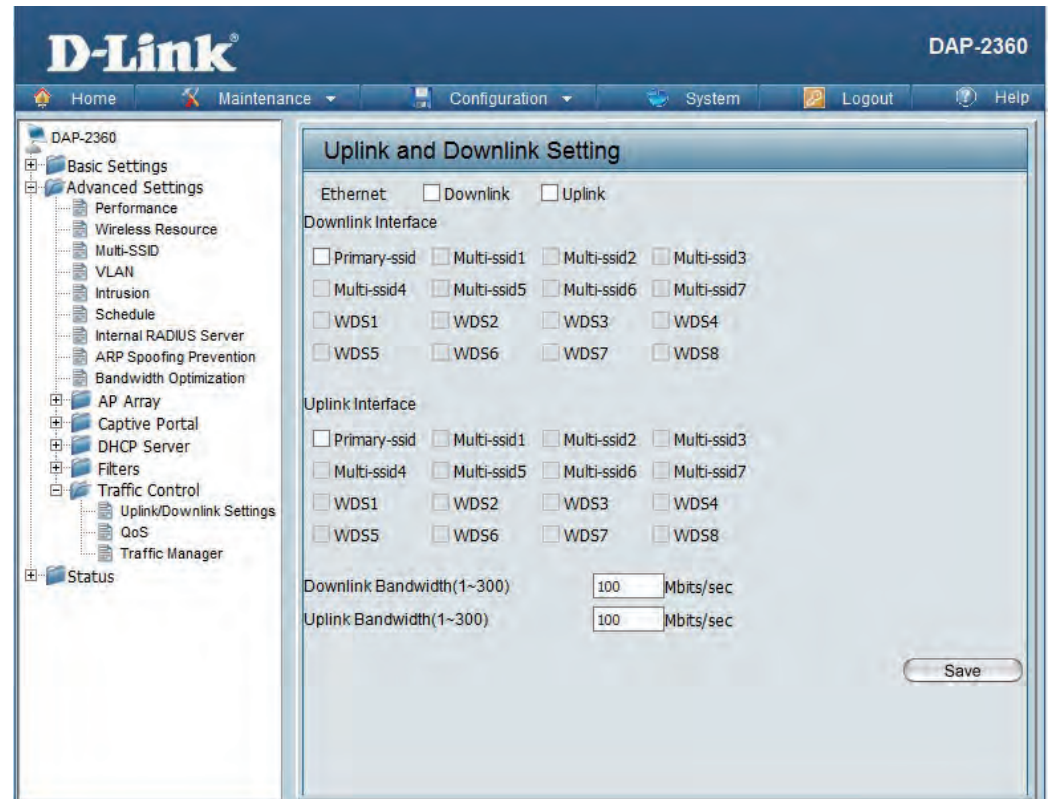 D-Link®
DAP-2360
Home Maintenance Configuration System Logout Help
DAP-2360
Basic Settings
Advanced Settings
Performance
Wireless Resource
Multi-SSID
VLAN
Intrusion
Schedule
Internal RADIUS Server
ARP Spoofing Prevention
Bandwidth Optimization
AP Array
Captive Portal
DHCP Server
Filters
Traffic Control
Uplink/Downlink Settings
QoS
Traffic Manager
Status
Uplink and Downlink Setting
Ethernet Downlink Uplink
Downlink Interface
Primary-ssid Multi-ssid1 Multi-ssid2 Multi-ssid3
Multi-ssid4 Multi-ssid5 Multi-ssid6 Multi-ssid7
WDS1 WDS2 WDS3 WDS4
WDS5 WDS6 WDS7 WDS8
Uplink Interface
Primary-ssid Multi-ssid1 Multi-ssid2 Multi-ssid3
Multi-ssid4 Multi-ssid5 Multi-ssid6 Multi-ssid7
WDS1 WDS2 WDS3 WDS4
WDS5 WDS6 WDS7 WDS8
Downlink Bandwidth(1~300) 100 Mbits/sec
Uplink Bandwidth(1~300) 100 Mbits/sec
Save